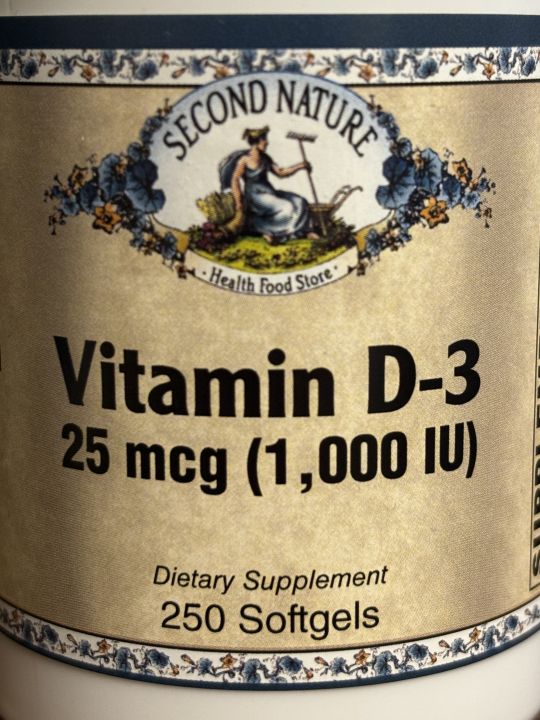 SECOND NATURE
· Health Food Store ·
Vitamin D-3
25 mcg (1,000 IU)
Dietary Supplement
250 Softgels